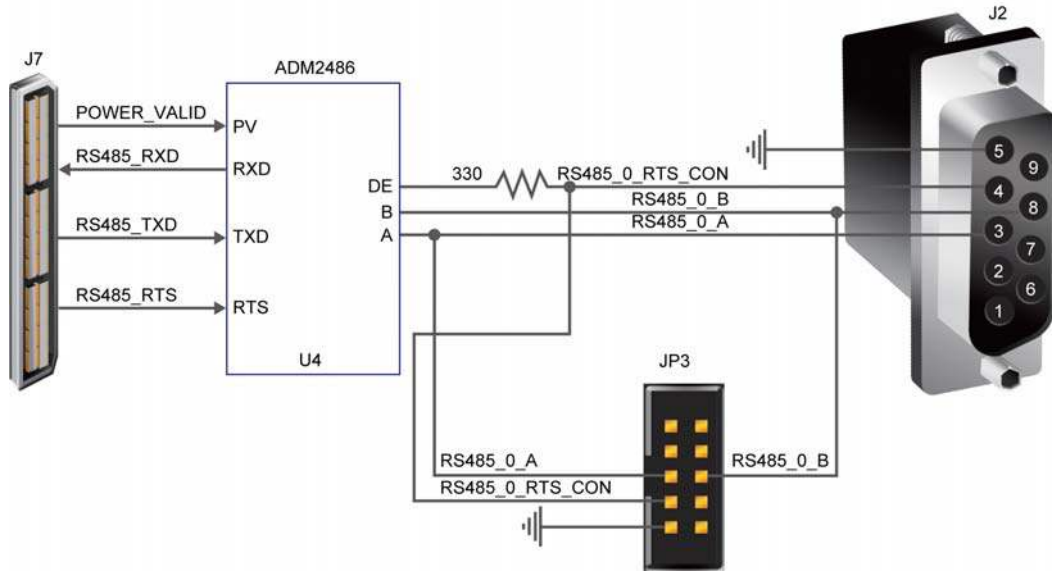 J2
J7
ADM2486
POWER_VALID
PV
RS485_RXD
RXD
RS485_TXD
TXD
RS485_RTS
RTS
DE
B
A
U4
330
RS485_0_RTS_CON
RS485_0_B
RS485_0_A
5
9
4
8
3
7
2
6
1
JP3
RS485_0_A
RS485_0_B
RS485_0_RTS_CON